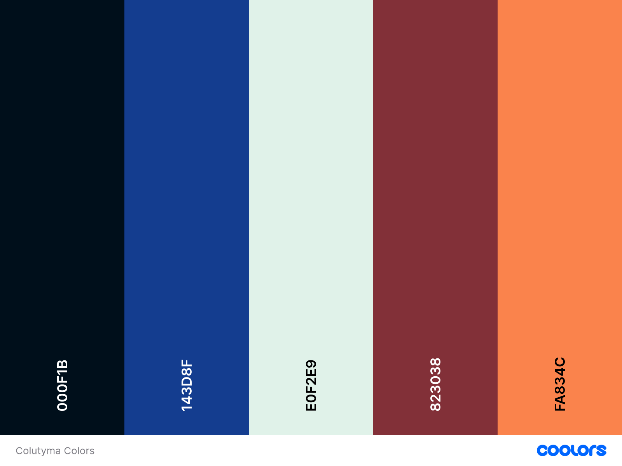 000F1B
143D8F
E0F2E9
823038
FA834C
Colutyma Colors
coolors